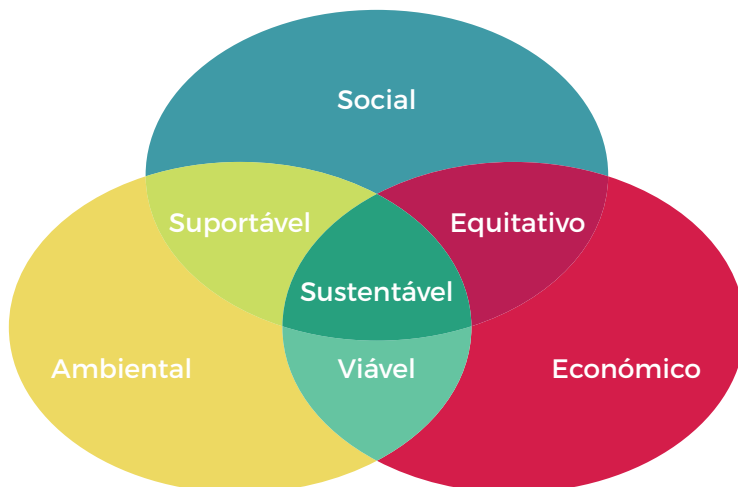 Social
Suportável
Equitativo
Sustentável
Ambiental
Viável
Económico